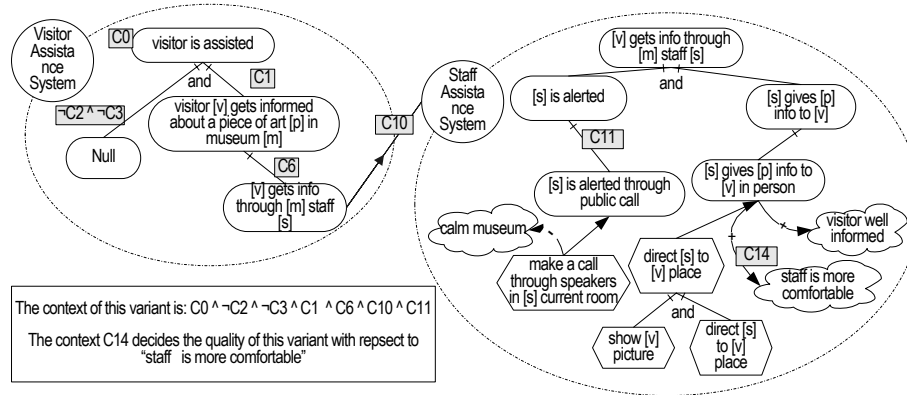 Visitor
Assista
nce
System
C0
visitor is assisted
and
C1
¬C2 ^ ¬C3
Null
visitor [v] gets informed
about a piece of art [p] in
museum [m]
C6
[v] gets info
through [m] staff
[s]
C10
Staff
Assista
nce
System
[v] gets info through
[m] staff [s]
and
[s] is alerted
C11
[s] gives [p]
info to [v]
[s] is alerted through
public call
[s] gives [p] info to
[v] in person
calm museum
make a call
through speakers
in [s] current room
direct [s] to
[v] place
C14
visitor well
informed
staff is more
comfortable
and
show [v]
picture
direct [s]
to [v]
place
The context of this variant is: C0 ^ ¬C2 ^ ¬C3 ^ C1 ^ C6 ^ C10 ^ C11
The context C14 decides the quality of this variant with repsect to
“staff is more comfortable”